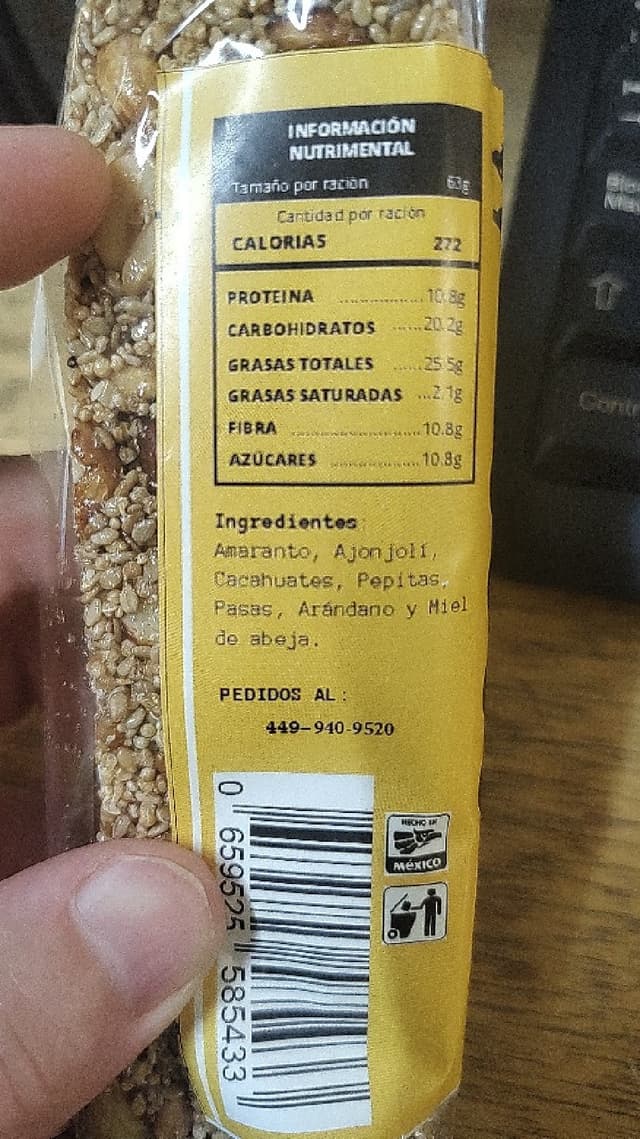 INFORMACIÓN
NUTRIMENTAL
Tamaño por ración 63g
Cantidad por ración
CALORIAS 272
PROTEINA .................. 10.8g
CARBOHIDRATOS ...... 20.2g
GRASAS TOTALES ...... 25.5g
GRASAS SATURADAS ...2.1g
FIBRA ........................ 10.8g
AZÚCARES .................. 10.8g
Ingredientes:
Amaranto, Ajonjolí,
Cacahuates, Pepitas,
Pasas, Arándano y Miel
de abeja.
PEDIDOS AL :
449-940-9520
0 659525 585433
HECHO EN
MÉXICO